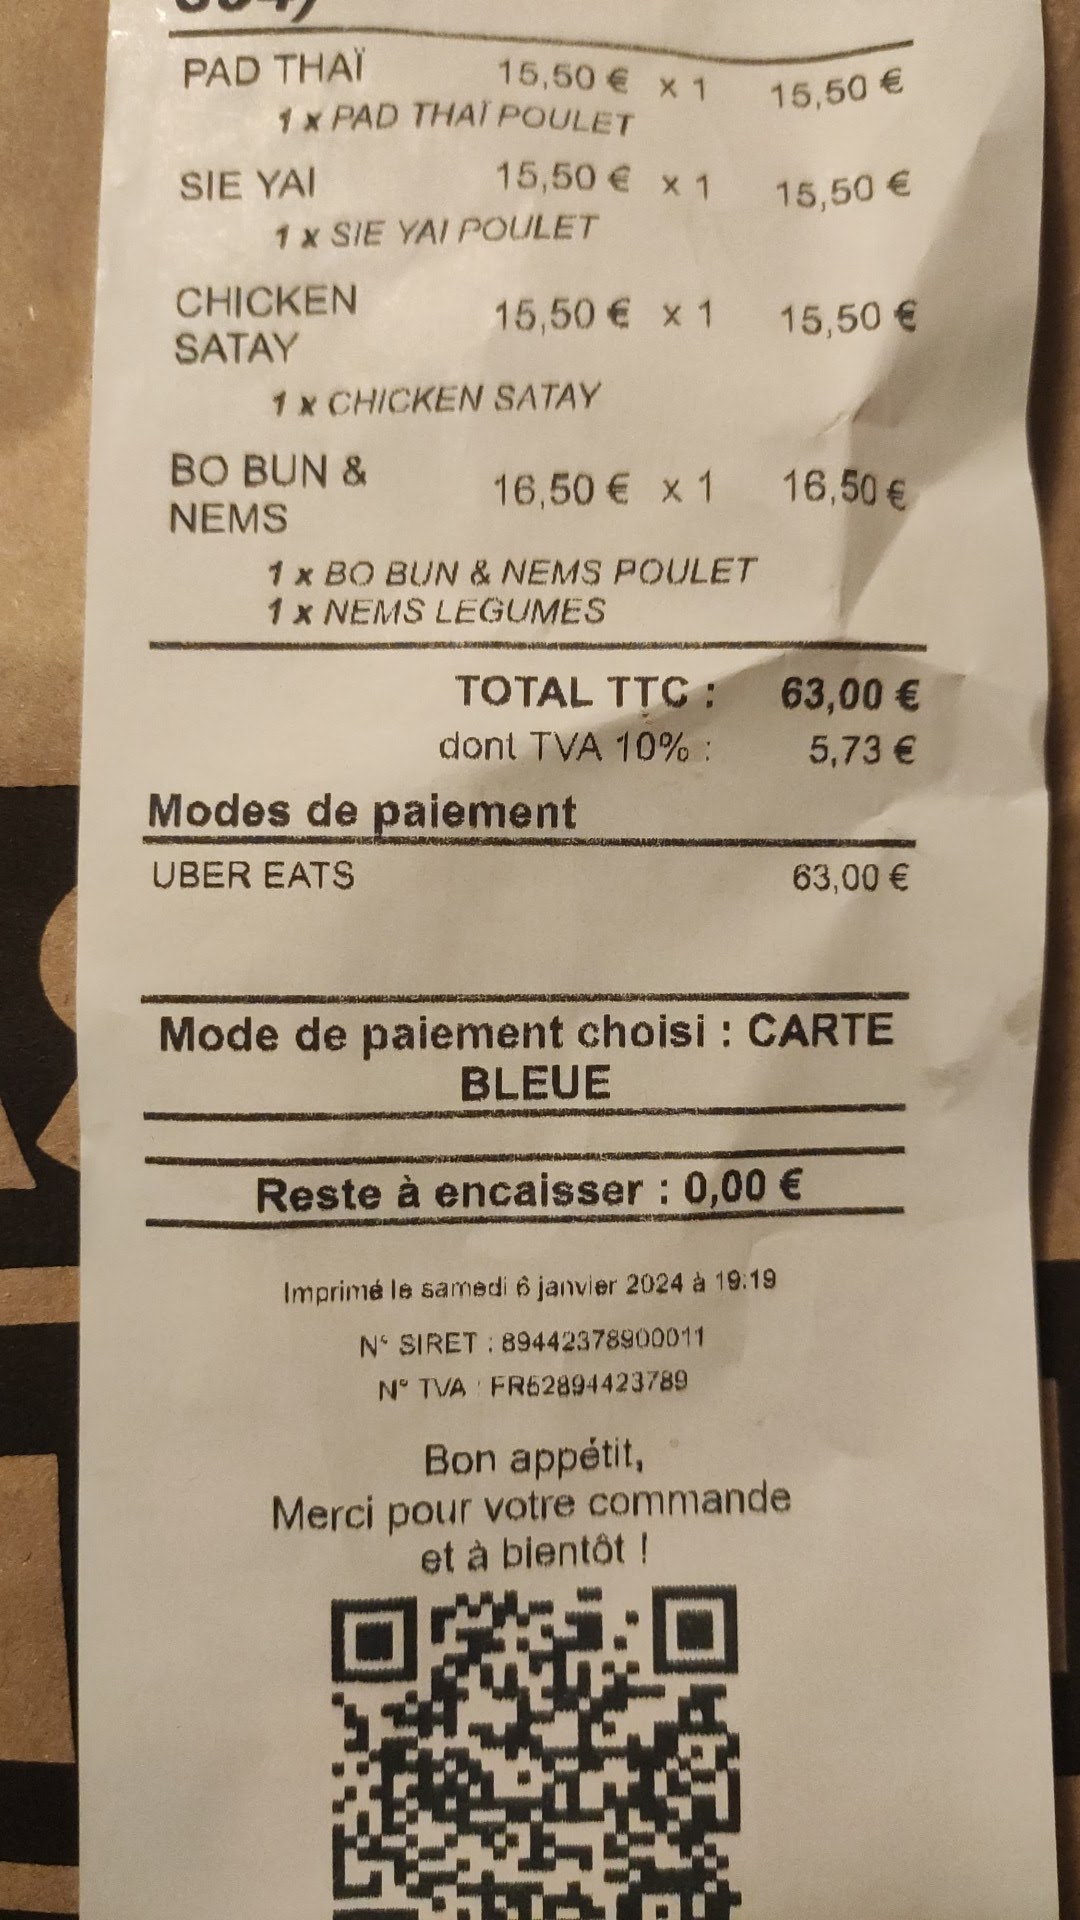 PAD THAÏ 15,50 € x 1 15,50 €
1 x PAD THAÏ POULET
SIE YAI 15,50 € x 1 15,50 €
1 x SIE YAI POULET
CHICKEN SATAY 15,50 € x 1 15,50 €
1 x CHICKEN SATAY
BO BUN & NEMS 16,50 € x 1 16,50 €
1 x BO BUN & NEMS POULET
1 x NEMS LEGUMES
TOTAL TTC : 63,00 €
dont TVA 10% : 5,73 €
Modes de paiement
UBER EATS 63,00 €
Mode de paiement choisi : CARTE
BLEUE
Reste à encaisser : 0,00 €
Imprimé le samedi 6 janvier 2024 à 19:19
N° SIRET : 89442378900011
N° TVA : FR62894423789
Bon appétit,
Merci pour votre commande
et à bientôt !